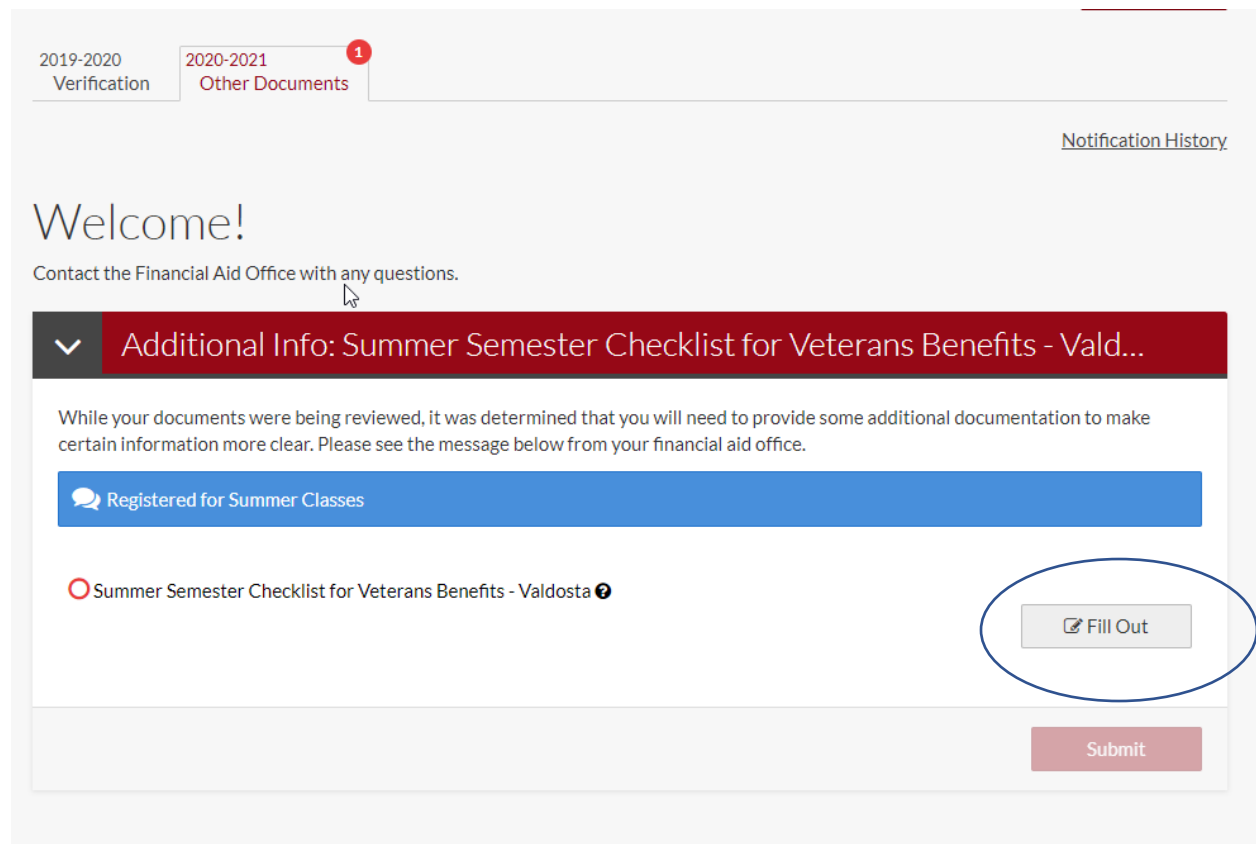 2019-2020
Verification
2020-2021
Other Documents
1
Notification History
Welcome!
Contact the Financial Aid Office with any questions.
Additional Info: Summer Semester Checklist for Veterans Benefits - Vald...
While your documents were being reviewed, it was determined that you will need to provide some additional documentation to make
certain information more clear. Please see the message below from your financial aid office.
Registered for Summer Classes
Summer Semester Checklist for Veterans Benefits - Valdosta ?
Fill Out
Submit